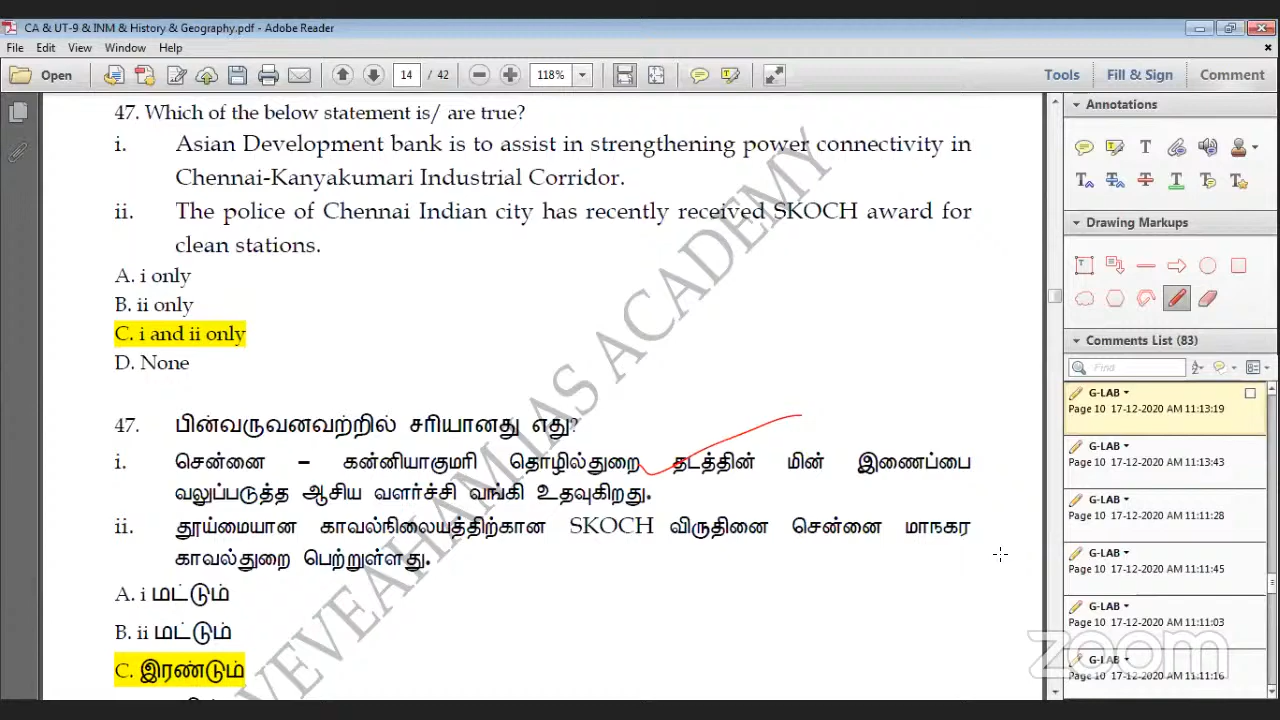 CA & UT-9 & INM & History & Geography.pdf - Adobe Reader
File Edit View Window Help
Open 14 / 42 118% Tools Fill & Sign Comment
47. Which of the below statement is/ are true?
i. Asian Development bank is to assist in strengthening power connectivity in
Chennai-Kanyakumari Industrial Corridor.
ii. The police of Chennai Indian city has recently received SKOCH award for
clean stations.
A. i only
B. ii only
C. i and ii only
D. None
47. பின்வருவனவற்றில் சரியானது எது?
i. சென்னை – கன்னியாகுமரி தொழில்துறை தடத்தின் மின் இணைப்பை
வலுப்படுத்த ஆசிய வளர்ச்சி வங்கி உதவுகிறது.
ii. தூய்மையான காவல்நிலையத்திற்கான SKOCH விருதினை சென்னை மாநகர
காவல்துறை பெற்றுள்ளது.
A. i மட்டும்
B. ii மட்டும்
C. இரண்டும்
VEVEAHAM IAS ACADEMY
Annotations
Drawing Markups
Comments List (83)
Find
G-LAB
Page 10 17-12-2020 AM 11:13:19
G-LAB
Page 10 17-12-2020 AM 11:13:43
G-LAB
Page 10 17-12-2020 AM 11:11:28
G-LAB
Page 10 17-12-2020 AM 11:11:45
G-LAB
Page 10 17-12-2020 AM 11:11:03
G-LAB
Page 10 17-12-2020 AM 11:11:16
zoom